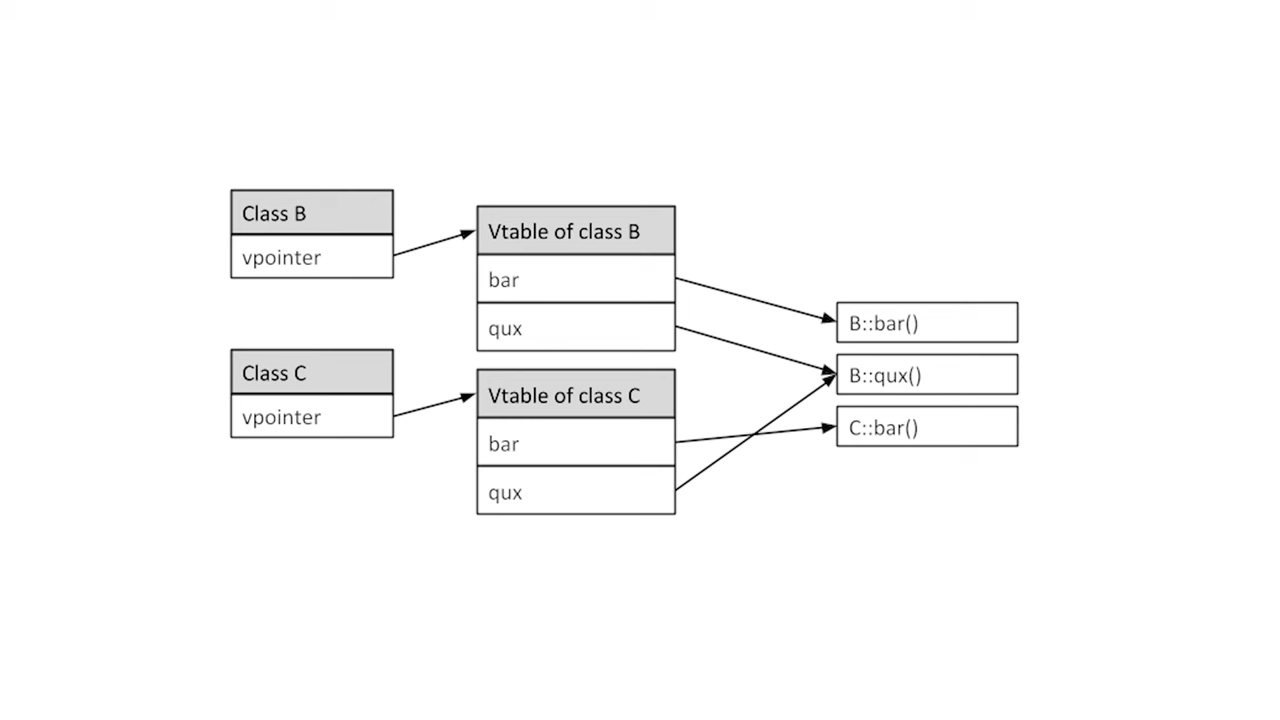 Class B
vpointer
Vtable of class B
bar
qux
Class C
vpointer
Vtable of class C
bar
qux
B::bar()
B::qux()
C::bar()